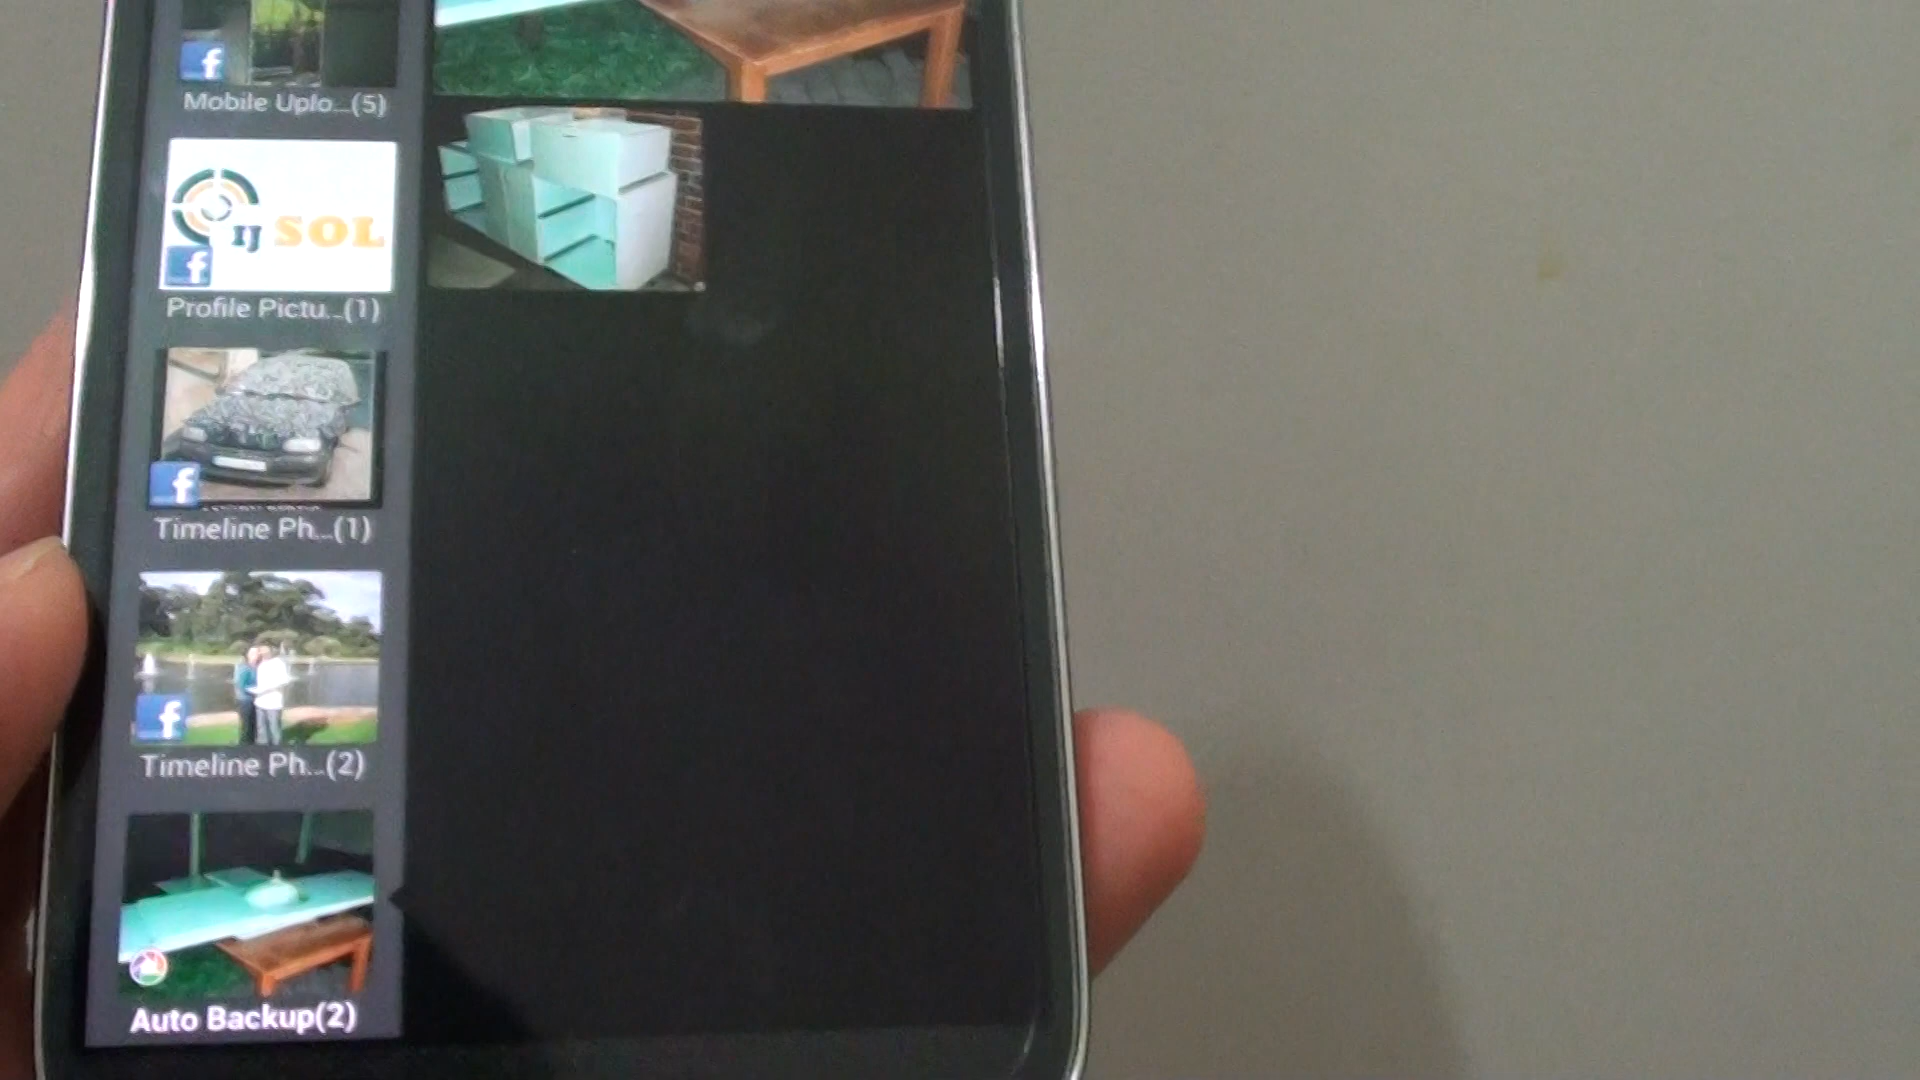 Mobile Uplo...(5)
IJ SOL
Profile Pictu...(1)
Timeline Ph...(1)
Timeline Ph...(2)
Auto Backup(2)